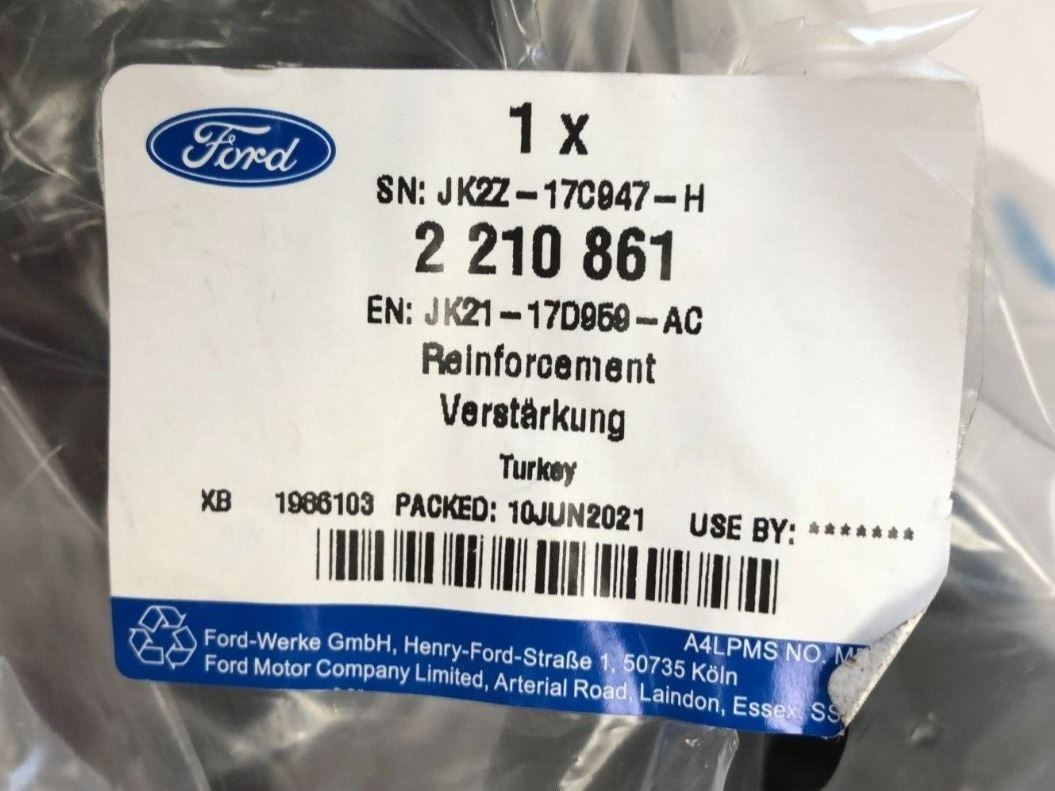 Ford
1 x
SN: JK2Z-17C947-H
2 210 861
EN: JK21-17D959-AC
Reinforcement
Verstärkung
Turkey
XB 1986103 PACKED: 10JUN2021 USE BY: *******
A4LPMS NO.
Ford-Werke GmbH, Henry-Ford-Straße 1, 50735 Köln
Ford Motor Company Limited, Arterial Road, Laindon, Essex